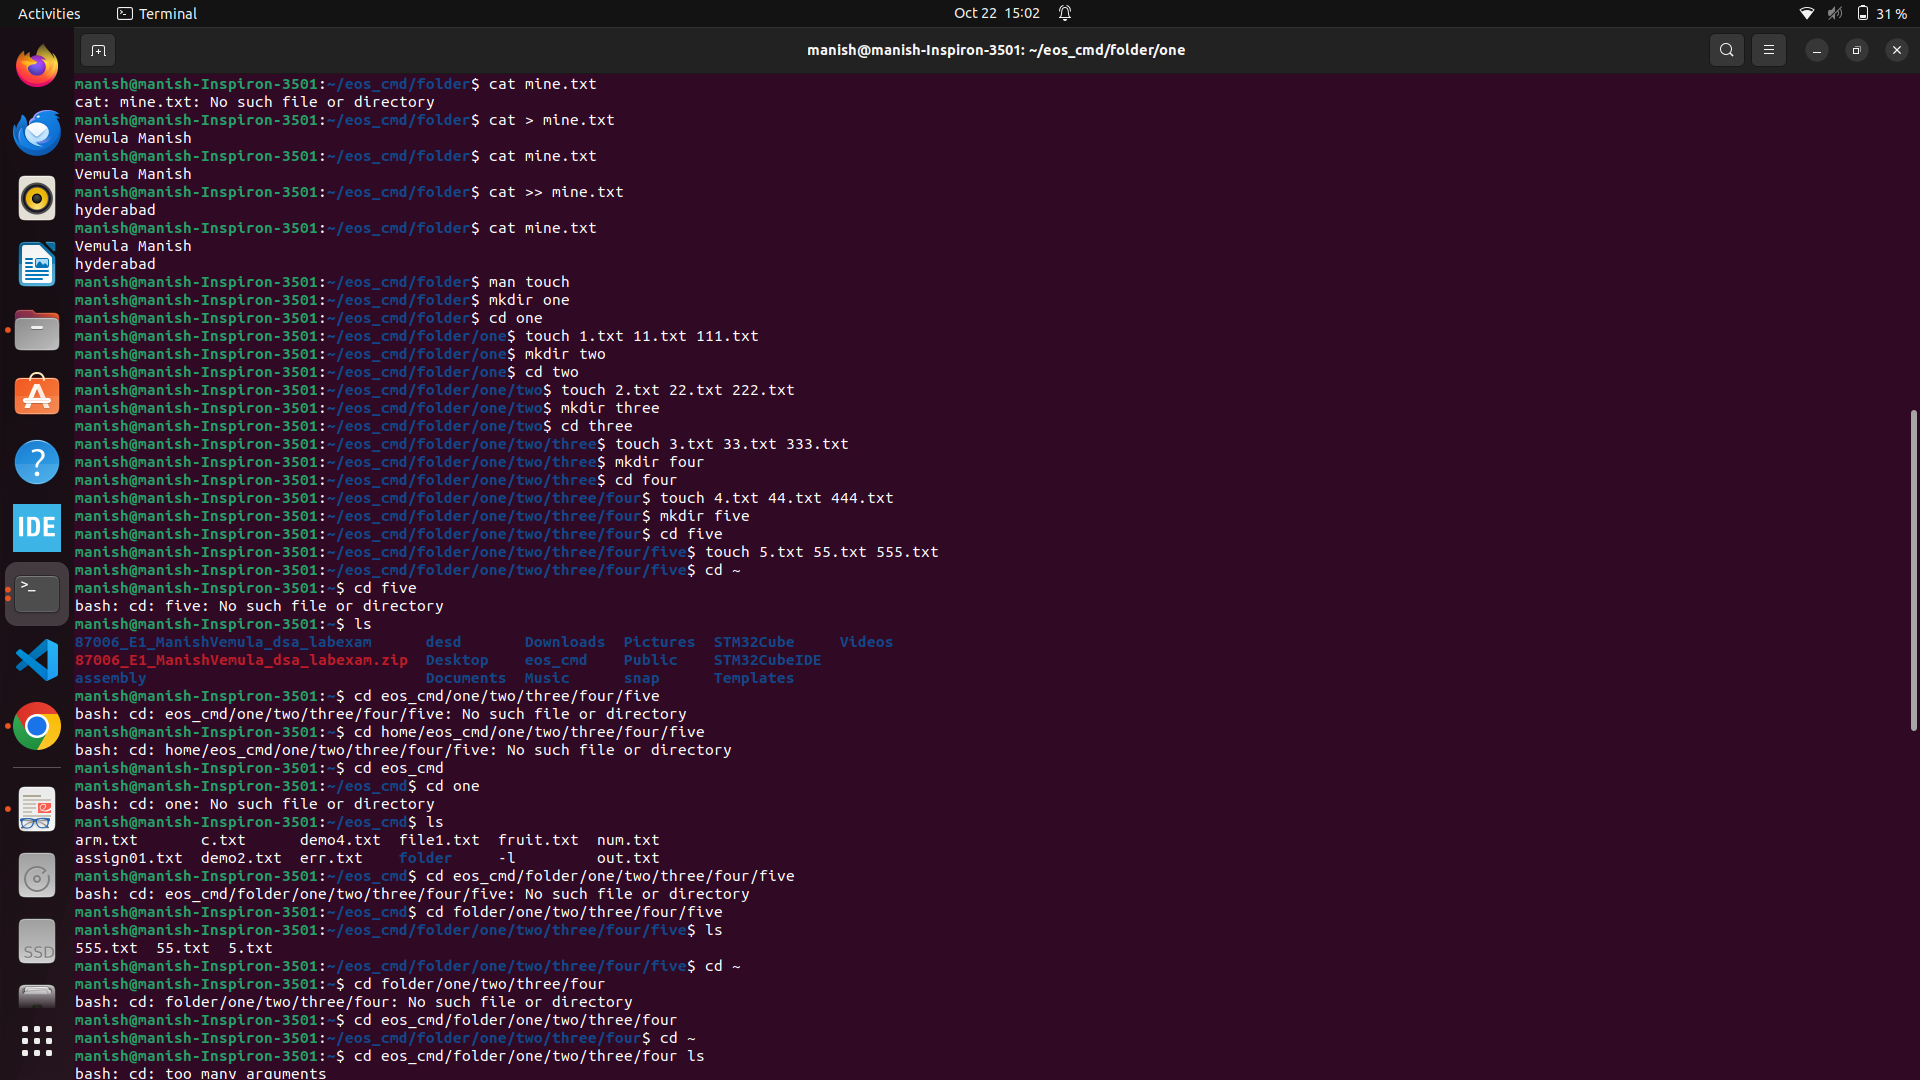 Activities Terminal Oct 22 15:02 31 %
manish@manish-Inspiron-3501: ~/eos_cmd/folder/one
manish@manish-Inspiron-3501:~/eos_cmd/folder$ cat mine.txt
cat: mine.txt: No such file or directory
manish@manish-Inspiron-3501:~/eos_cmd/folder$ cat > mine.txt
Vemula Manish
manish@manish-Inspiron-3501:~/eos_cmd/folder$ cat mine.txt
Vemula Manish
manish@manish-Inspiron-3501:~/eos_cmd/folder$ cat >> mine.txt
hyderabad
manish@manish-Inspiron-3501:~/eos_cmd/folder$ cat mine.txt
Vemula Manish
hyderabad
manish@manish-Inspiron-3501:~/eos_cmd/folder$ man touch
manish@manish-Inspiron-3501:~/eos_cmd/folder$ mkdir one
manish@manish-Inspiron-3501:~/eos_cmd/folder$ cd one
manish@manish-Inspiron-3501:~/eos_cmd/folder/one$ touch 1.txt 11.txt 111.txt
manish@manish-Inspiron-3501:~/eos_cmd/folder/one$ mkdir two
manish@manish-Inspiron-3501:~/eos_cmd/folder/one$ cd two
manish@manish-Inspiron-3501:~/eos_cmd/folder/one/two$ touch 2.txt 22.txt 222.txt
manish@manish-Inspiron-3501:~/eos_cmd/folder/one/two$ mkdir three
manish@manish-Inspiron-3501:~/eos_cmd/folder/one/two$ cd three
manish@manish-Inspiron-3501:~/eos_cmd/folder/one/two/three$ touch 3.txt 33.txt 333.txt
manish@manish-Inspiron-3501:~/eos_cmd/folder/one/two/three$ mkdir four
manish@manish-Inspiron-3501:~/eos_cmd/folder/one/two/three$ cd four
manish@manish-Inspiron-3501:~/eos_cmd/folder/one/two/three/four$ touch 4.txt 44.txt 444.txt
manish@manish-Inspiron-3501:~/eos_cmd/folder/one/two/three/four$ mkdir five
manish@manish-Inspiron-3501:~/eos_cmd/folder/one/two/three/four$ cd five
manish@manish-Inspiron-3501:~/eos_cmd/folder/one/two/three/four/five$ touch 5.txt 55.txt 555.txt
manish@manish-Inspiron-3501:~/eos_cmd/folder/one/two/three/four/five$ cd ~
manish@manish-Inspiron-3501:~$ cd five
bash: cd: five: No such file or directory
manish@manish-Inspiron-3501:~$ ls
87006_E1_ManishVemula_dsa_labexam desd Downloads Pictures STM32Cube Videos
87006_E1_ManishVemula_dsa_labexam.zip Desktop eos_cmd Public STM32CubeIDE
assembly Documents Music snap Templates
manish@manish-Inspiron-3501:~$ cd eos_cmd/one/two/three/four/five
bash: cd: eos_cmd/one/two/three/four/five: No such file or directory
manish@manish-Inspiron-3501:~$ cd home/eos_cmd/one/two/three/four/five
bash: cd: home/eos_cmd/one/two/three/four/five: No such file or directory
manish@manish-Inspiron-3501:~$ cd eos_cmd
manish@manish-Inspiron-3501:~/eos_cmd$ cd one
bash: cd: one: No such file or directory
manish@manish-Inspiron-3501:~/eos_cmd$ ls
arm.txt c.txt demo4.txt file1.txt fruit.txt num.txt
assign01.txt demo2.txt err.txt folder -l out.txt
manish@manish-Inspiron-3501:~/eos_cmd$ cd eos_cmd/folder/one/two/three/four/five
bash: cd: eos_cmd/folder/one/two/three/four/five: No such file or directory
manish@manish-Inspiron-3501:~/eos_cmd$ cd folder/one/two/three/four/five
manish@manish-Inspiron-3501:~/eos_cmd/folder/one/two/three/four/five$ ls
555.txt 55.txt 5.txt
manish@manish-Inspiron-3501:~/eos_cmd/folder/one/two/three/four/five$ cd ~
manish@manish-Inspiron-3501:~$ cd folder/one/two/three/four
bash: cd: folder/one/two/three/four: No such file or directory
manish@manish-Inspiron-3501:~$ cd eos_cmd/folder/one/two/three/four
manish@manish-Inspiron-3501:~/eos_cmd/folder/one/two/three/four$ cd ~
manish@manish-Inspiron-3501:~$ cd eos_cmd/folder/one/two/three/four ls
bash: cd: too many arguments
IDE
SSD